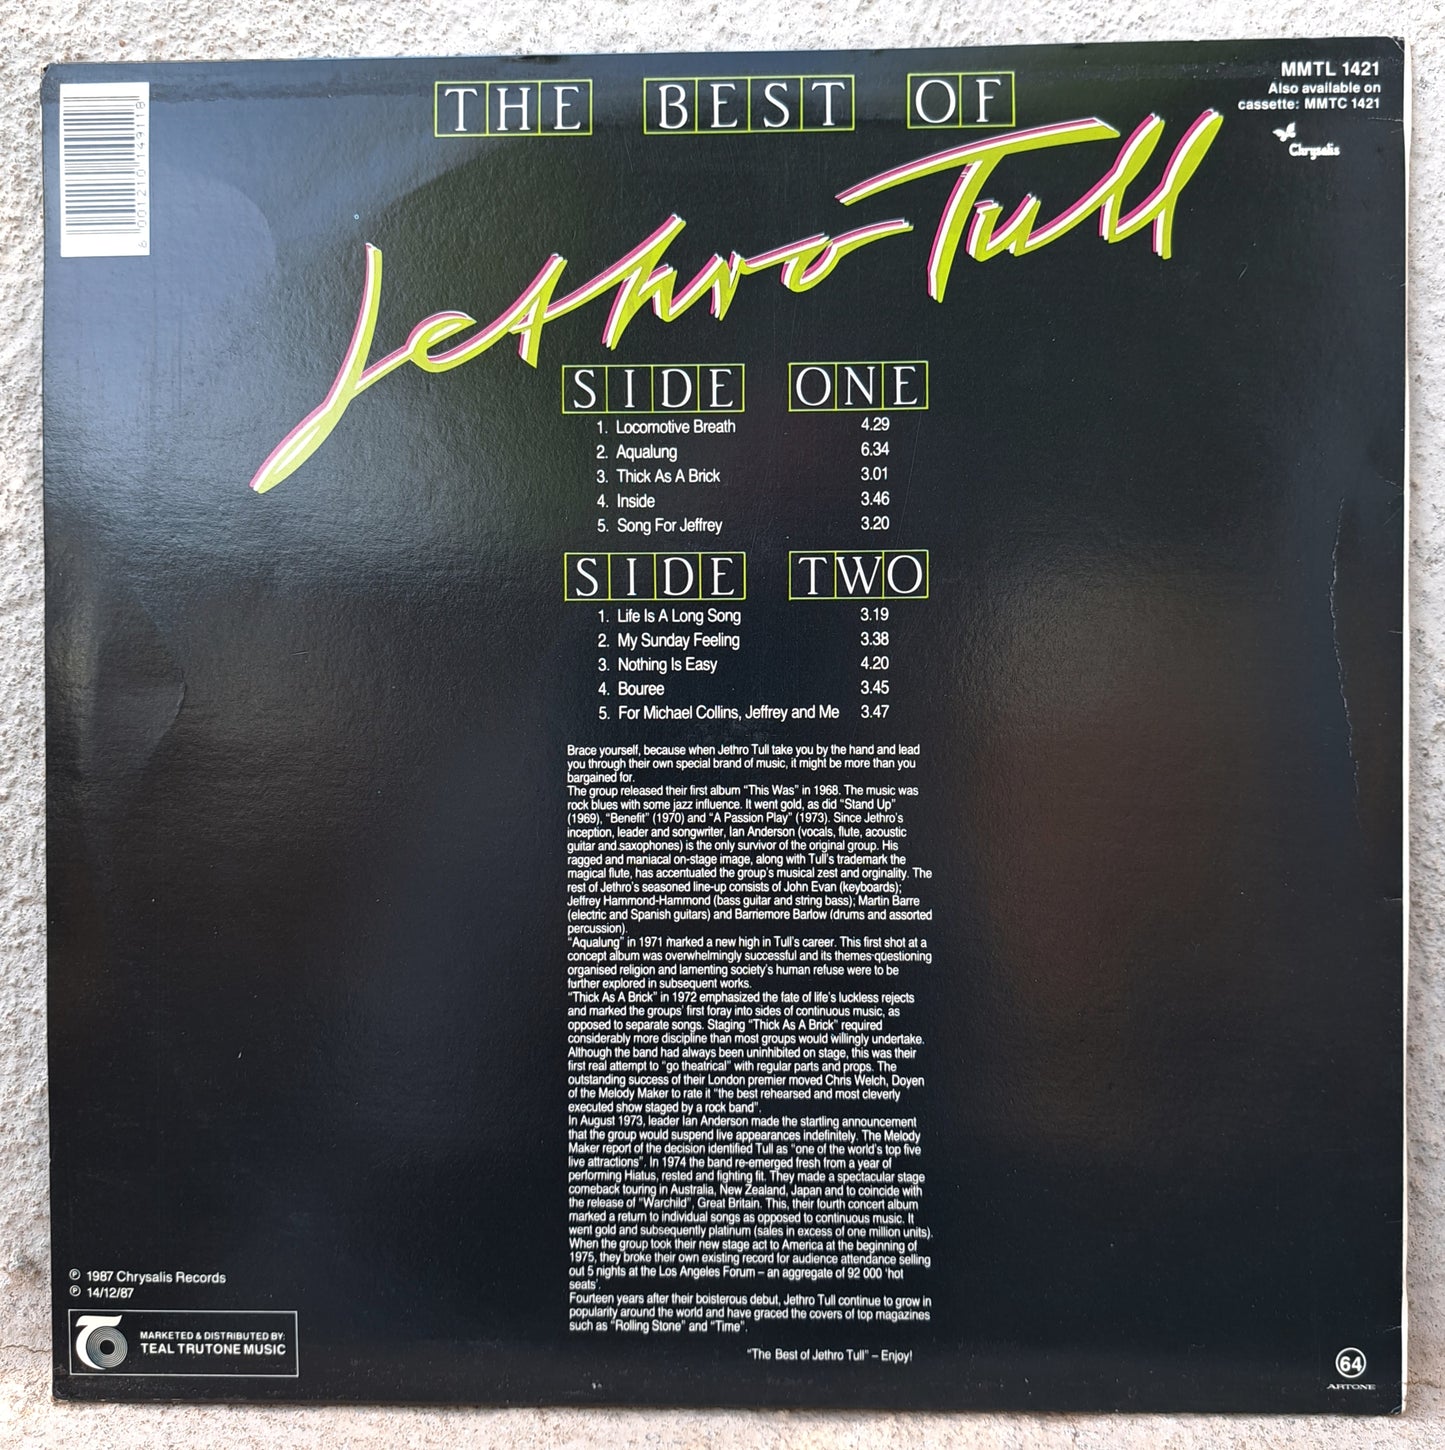 6 001210 149118
THE BEST OF
Jethro Tull
MMTL 1421
Also available on
cassette: MMTC 1421
Chrysalis
SIDE ONE
1. Locomotive Breath 4.29
2. Aqualung 6.34
3. Thick As A Brick 3.01
4. Inside 3.46
5. Song For Jeffrey 3.20
SIDE TWO
1. Life Is A Long Song 3.19
2. My Sunday Feeling 3.38
3. Nothing Is Easy 4.20
4. Bouree 3.45
5. For Michael Collins, Jeffrey and Me 3.47
Brace yourself, because when Jethro Tull take you by the hand and lead
you through their own special brand of music, it might be more than you
bargained for.
The group released their first album “This Was” in 1968. The music was
rock blues with some jazz influence. It went gold, as did “Stand Up”
(1969), “Benefit” (1970) and “A Passion Play” (1973). Since Jethro's
inception, leader and songwriter, Ian Anderson (vocals, flute, acoustic
guitar and saxophones) is the only survivor of the original group. His
ragged and maniacal on-stage image, along with Tull's trademark the
magical flute, has accentuated the group's musical zest and orginality. The
rest of Jethro's seasoned line-up consists of John Evan (keyboards);
Jeffrey Hammond-Hammond (bass guitar and string bass); Martin Barre
(electric and Spanish guitars) and Barriemore Barlow (drums and assorted
percussion).
“Aqualung” in 1971 marked a new high in Tull's career. This first shot at a
concept album was overwhelmingly successful and its themes questioning
organised religion and lamenting society's human refuse were to be
further explored in subsequent works.
“Thick As A Brick” in 1972 emphasized the fate of life's luckless rejects
and marked the groups' first foray into sides of continuous music, as
opposed to separate songs. Staging “Thick As A Brick” required
considerably more discipline than most groups would willingly undertake.
Although the band had always been uninhibited on stage, this was their
first real attempt to “go theatrical” with regular parts and props. The
outstanding success of their London premier moved Chris Welch, Doyen
of the Melody Maker to rate it “the best rehearsed and most cleverly
executed show staged by a rock band”.
In August 1973, leader Ian Anderson made the startling announcement
that the group would suspend live appearances indefinitely. The Melody
Maker report of the decision identified Tull as “one of the world's top five
live attractions”. In 1974 the band re-emerged fresh from a year of
performing Hiatus, rested and fighting fit. They made a spectacular stage
comeback touring in Australia, New Zealand, Japan and to coincide with
the release of “Warchild”, Great Britain. This, their fourth concert album
marked a return to individual songs as opposed to continuous music. It
went gold and subsequently platinum (sales in excess of one million units).
When the group took their new stage act to America at the beginning of
1975, they broke their own existing record for audience attendance selling
out 5 nights at the Los Angeles Forum – an aggregate of 92 000 'hot
seats'.
Fourteen years after their boisterous debut, Jethro Tull continue to grow in
popularity around the world and have graced the covers of top magazines
such as “Rolling Stone” and “Time”.
“The Best of Jethro Tull” – Enjoy!
℗ 1987 Chrysalis Records
℗ 14/12/87
MARKETED & DISTRIBUTED BY:
TEAL TRUTONE MUSIC
64
ARTONE